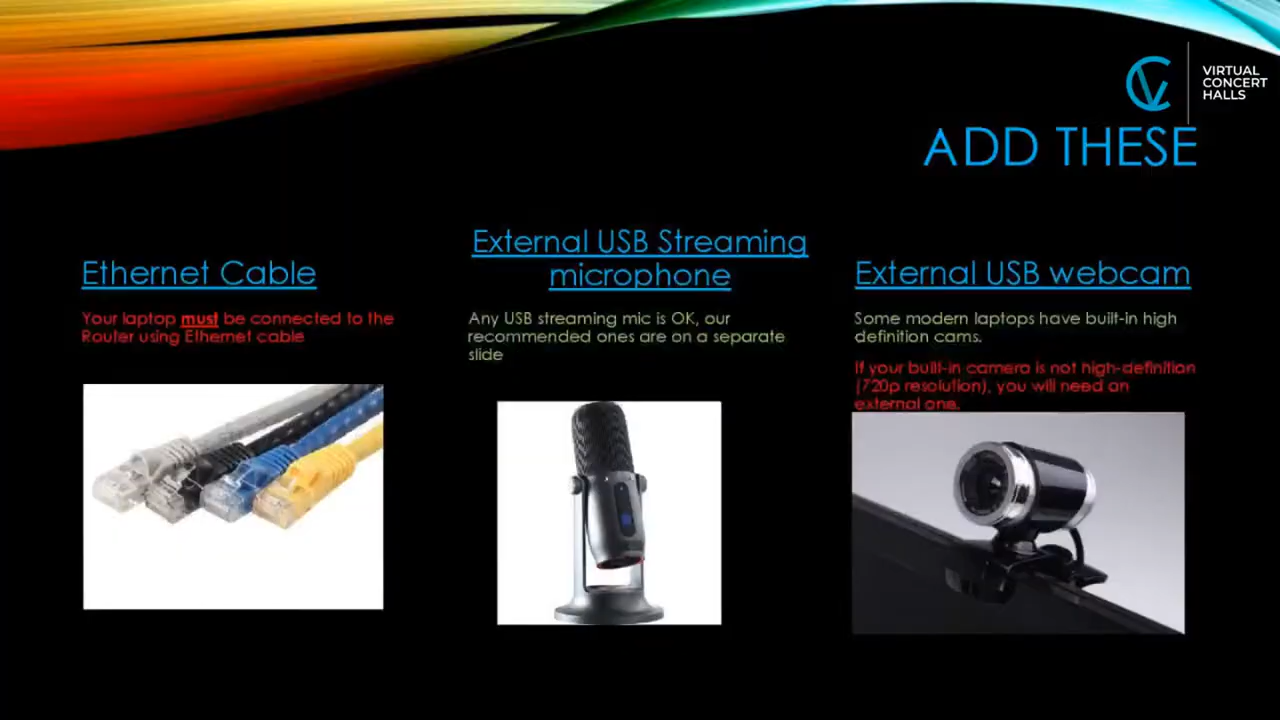 VIRTUAL
CONCERT
HALLS
ADD THESE
Ethernet Cable
Your laptop must be connected to the
Router using Ethernet cable
External USB Streaming
microphone
Any USB streaming mic is OK, our
recommended ones are on a separate
slide
External USB webcam
Some modern laptops have built-in high
definition cams.
If your built-in camera is not high-definition
(720p resolution), you will need an
external one.